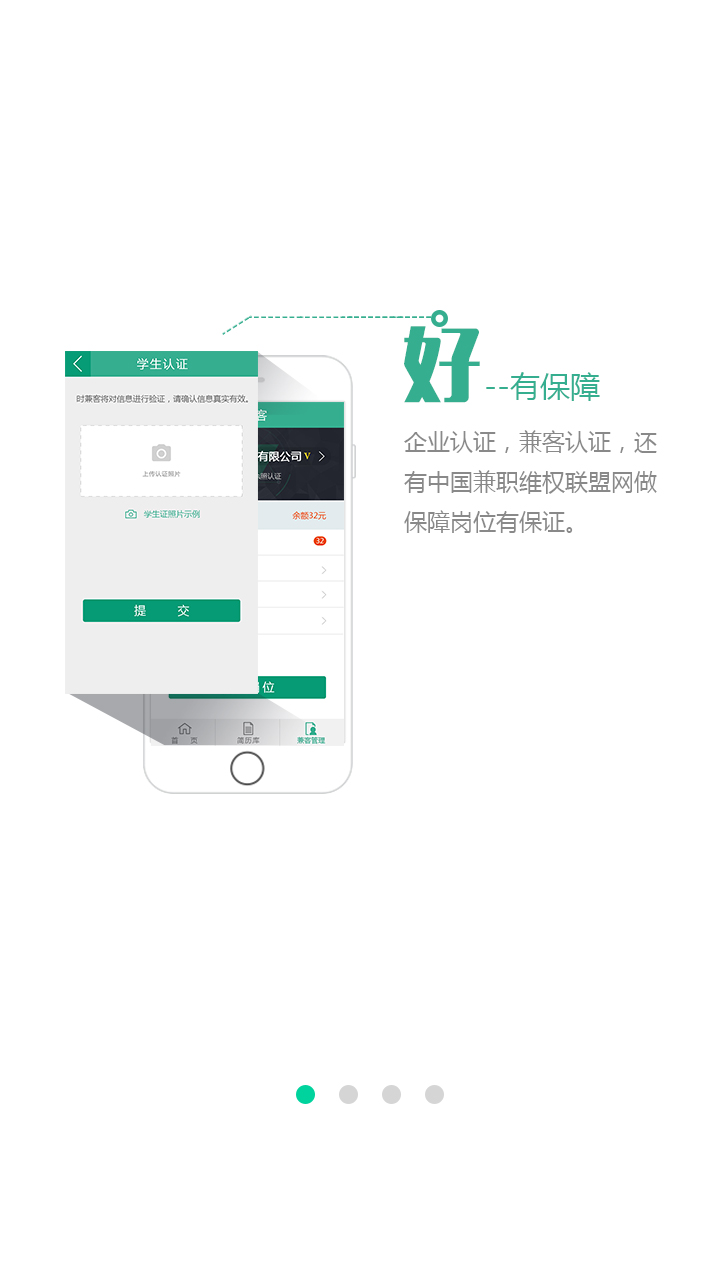 好 --有保障
企业认证，兼客认证，还
有中国兼职维权联盟网做
保障岗位有保证。
学生认证
时兼客将对信息进行验证，请确认信息真实有效。
上传认证照片
学生证照片示例
提 交
客
有限公司 V
照认证
余额32元
32
岗位
首 页
简历库
兼客管理